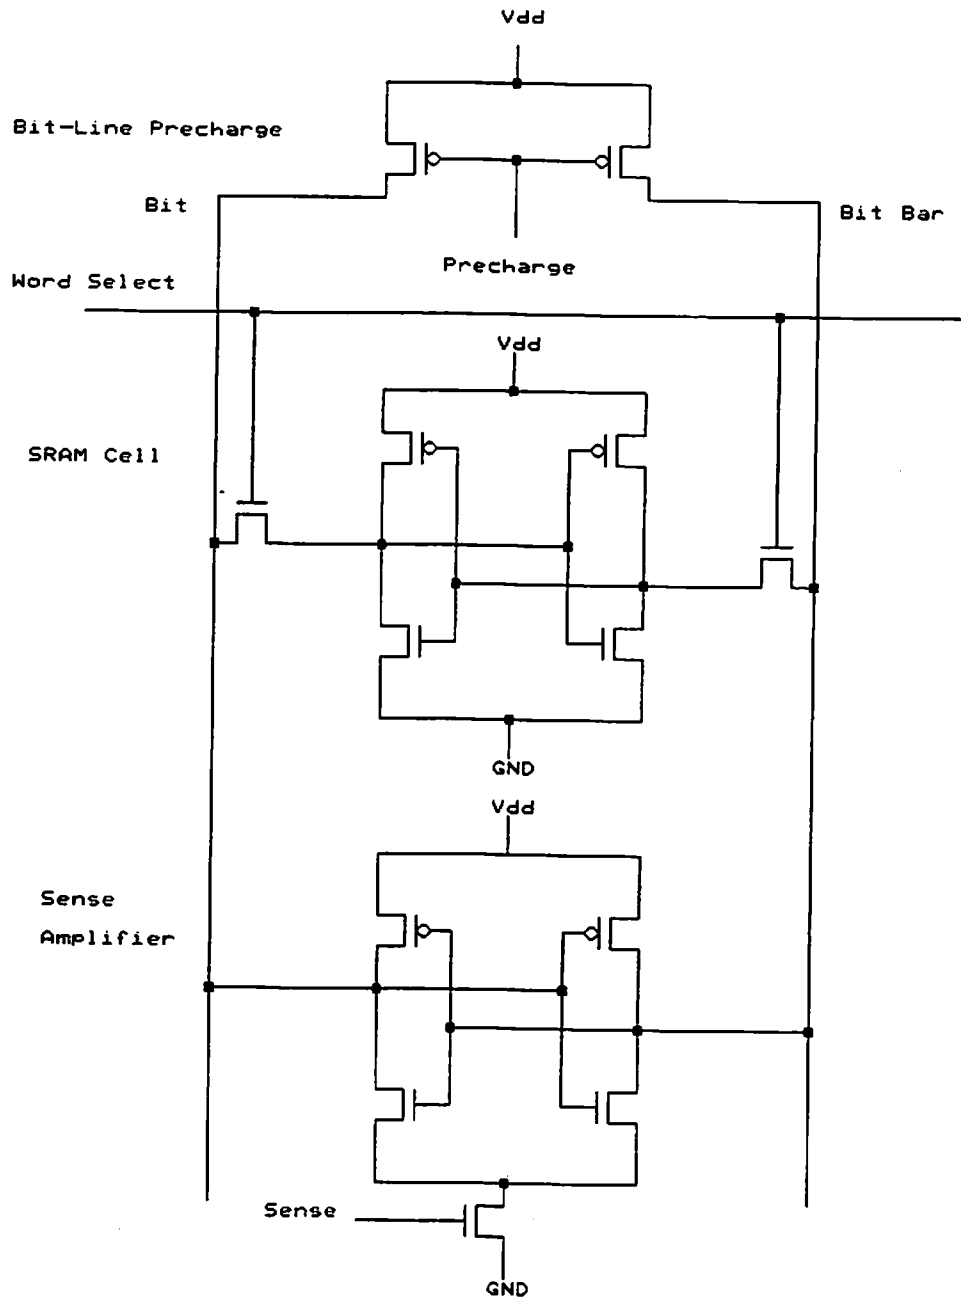 Vdd
Bit-Line Precharge
Bit
Bit Bar
Precharge
Word Select
Vdd
SRAM Cell
GND
Vdd
Sense
Amplifier
Sense
GND